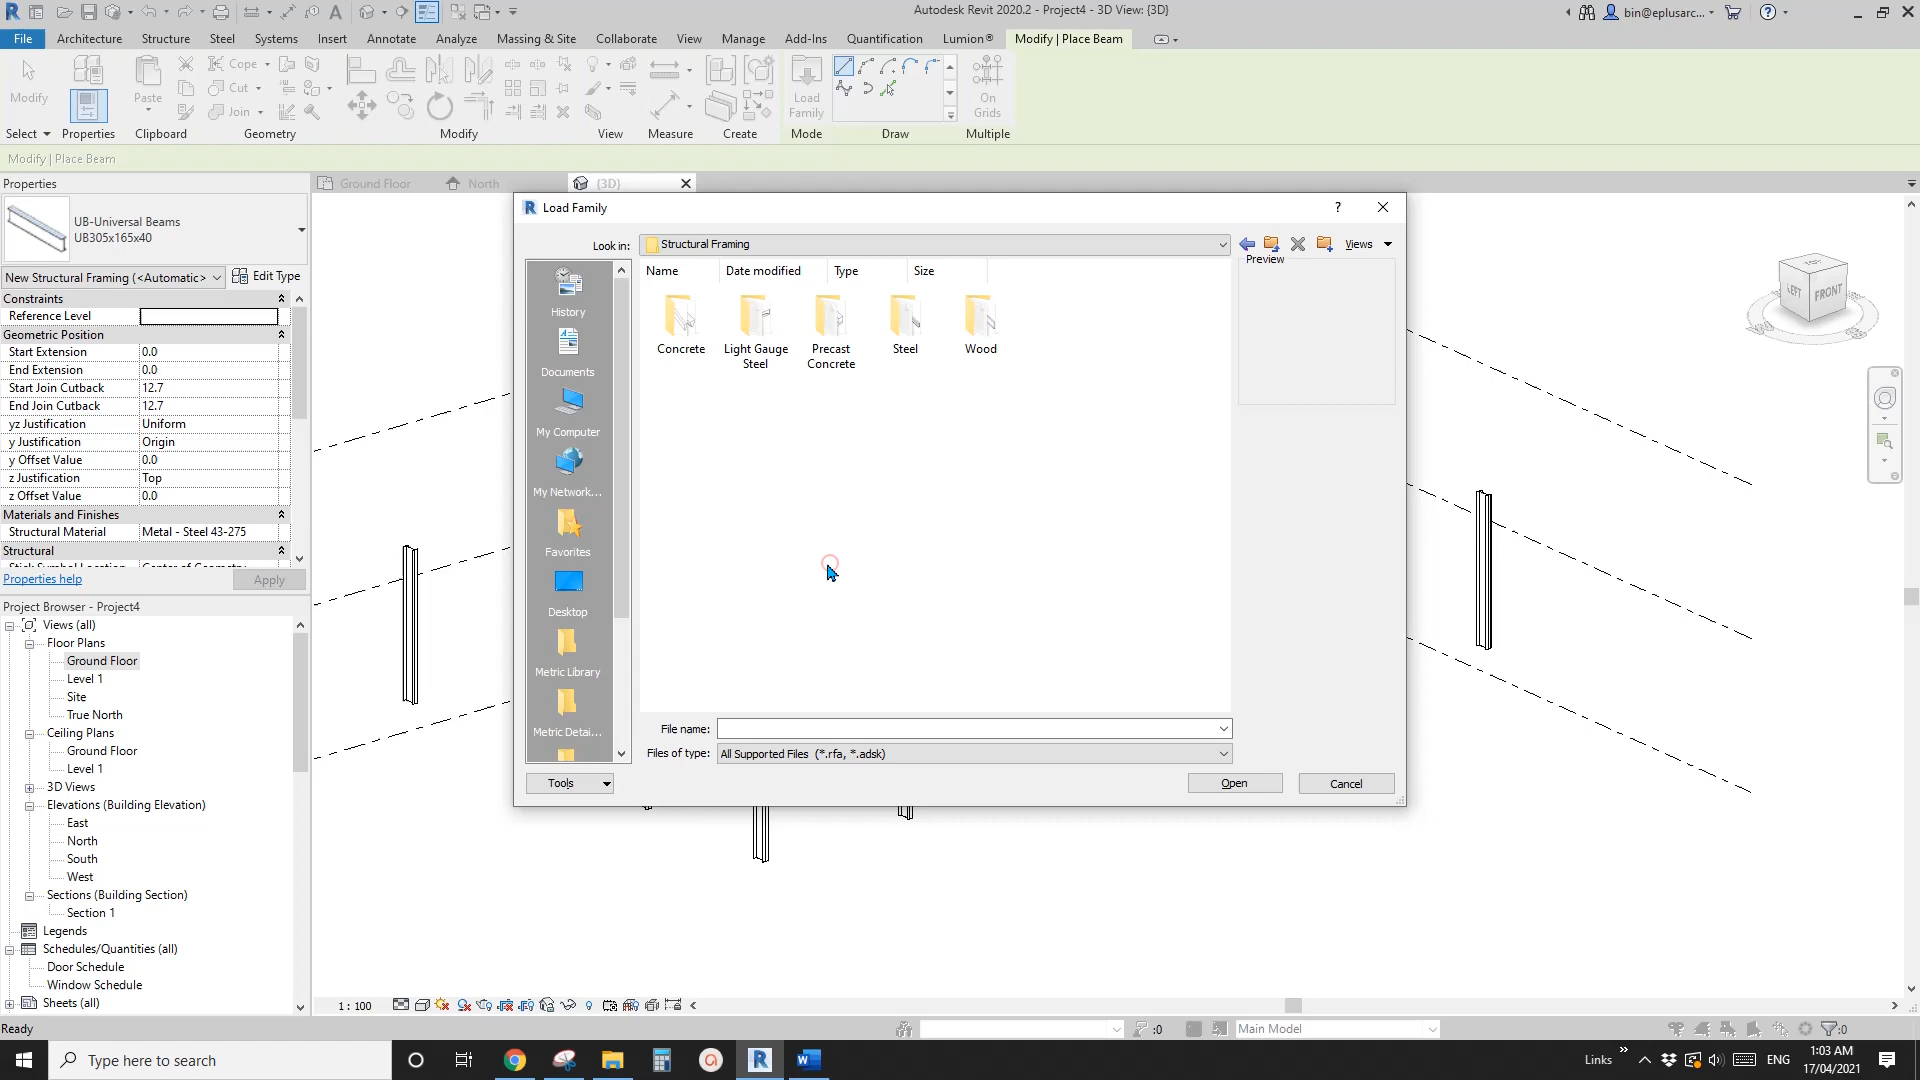 Autodesk Revit 2020.2 - Project4 - 3D View: {3D}
bin@eplusarc...
File Architecture Structure Steel Systems Insert Annotate Analyze Massing & Site Collaborate View Manage Add-Ins Quantification Lumion® Modify | Place Beam
Modify
Paste
Cope
Cut
Join
Load
Family
On
Grids
Select Properties Clipboard Geometry Modify View Measure Create Mode Draw Multiple
Modify | Place Beam
Properties
Ground Floor
North
{3D}
UB-Universal Beams
UB305x165x40
New Structural Framing (<Automatic>
Edit Type
Constraints
Reference Level
Geometric Position
Start Extension 0.0
End Extension 0.0
Start Join Cutback 12.7
End Join Cutback 12.7
yz Justification Uniform
y Justification Origin
y Offset Value 0.0
z Justification Top
z Offset Value 0.0
Materials and Finishes
Structural Material Metal - Steel 43-275
Structural
Properties help
Apply
Project Browser - Project4
Views (all)
Floor Plans
Ground Floor
Level 1
Site
True North
Ceiling Plans
Ground Floor
Level 1
3D Views
Elevations (Building Elevation)
East
North
South
West
Sections (Building Section)
Section 1
Legends
Schedules/Quantities (all)
Door Schedule
Window Schedule
Sheets (all)
Load Family
?
Look in: Structural Framing
Views
Preview
Name Date modified Type Size
History
Documents
My Computer
My Network...
Favorites
Desktop
Metric Library
Metric Detai...
Concrete
Light Gauge
Steel
Precast
Concrete
Steel
Wood
File name:
Files of type: All Supported Files (*.rfa, *.adsk)
Tools
Open
Cancel
TOP
LEFT
FRONT
1 : 100
Ready
:0
Main Model
:0
Type here to search
Links
ENG
1:03 AM
17/04/2021